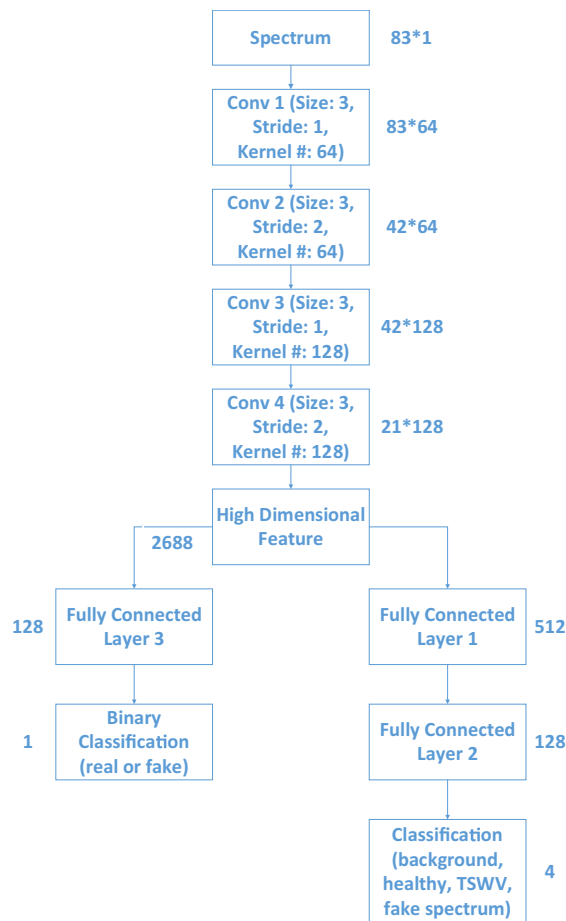 Spectrum
83*1
Conv 1 (Size: 3,
Stride: 1,
Kernel #: 64)
83*64
Conv 2 (Size: 3,
Stride: 2,
Kernel #: 64)
42*64
Conv 3 (Size: 3,
Stride: 1,
Kernel #: 128)
42*128
Conv 4 (Size: 3,
Stride: 2,
Kernel #: 128)
21*128
High Dimensional
Feature
2688
128
Fully Connected
Layer 3
Fully Connected
Layer 1
512
1
Binary
Classification
(real or fake)
Fully Connected
Layer 2
128
Classification
(background,
healthy, TSWV,
fake spectrum)
4